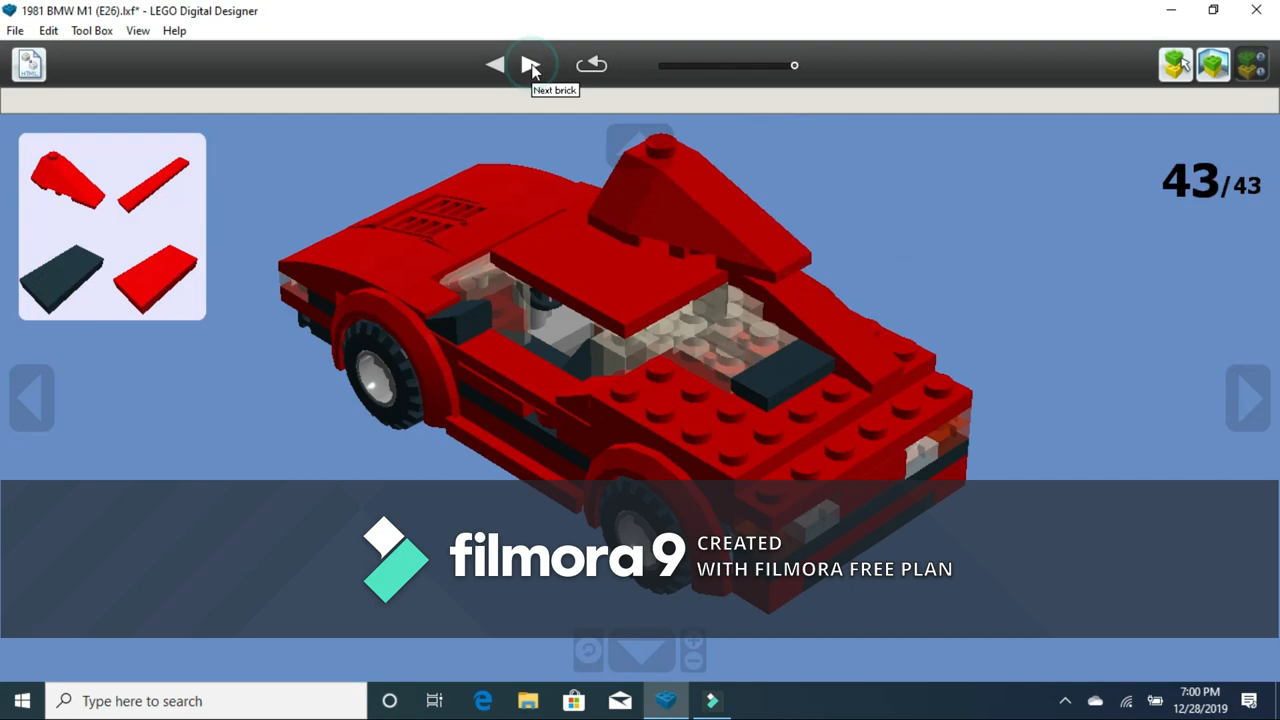 1981 BMW M1 (E26).lxf* - LEGO Digital Designer
File Edit Tool Box View Help
HTML
Next brick
43/43
filmora9 CREATED
WITH FILMORA FREE PLAN
Type here to search
7:00 PM
12/28/2019